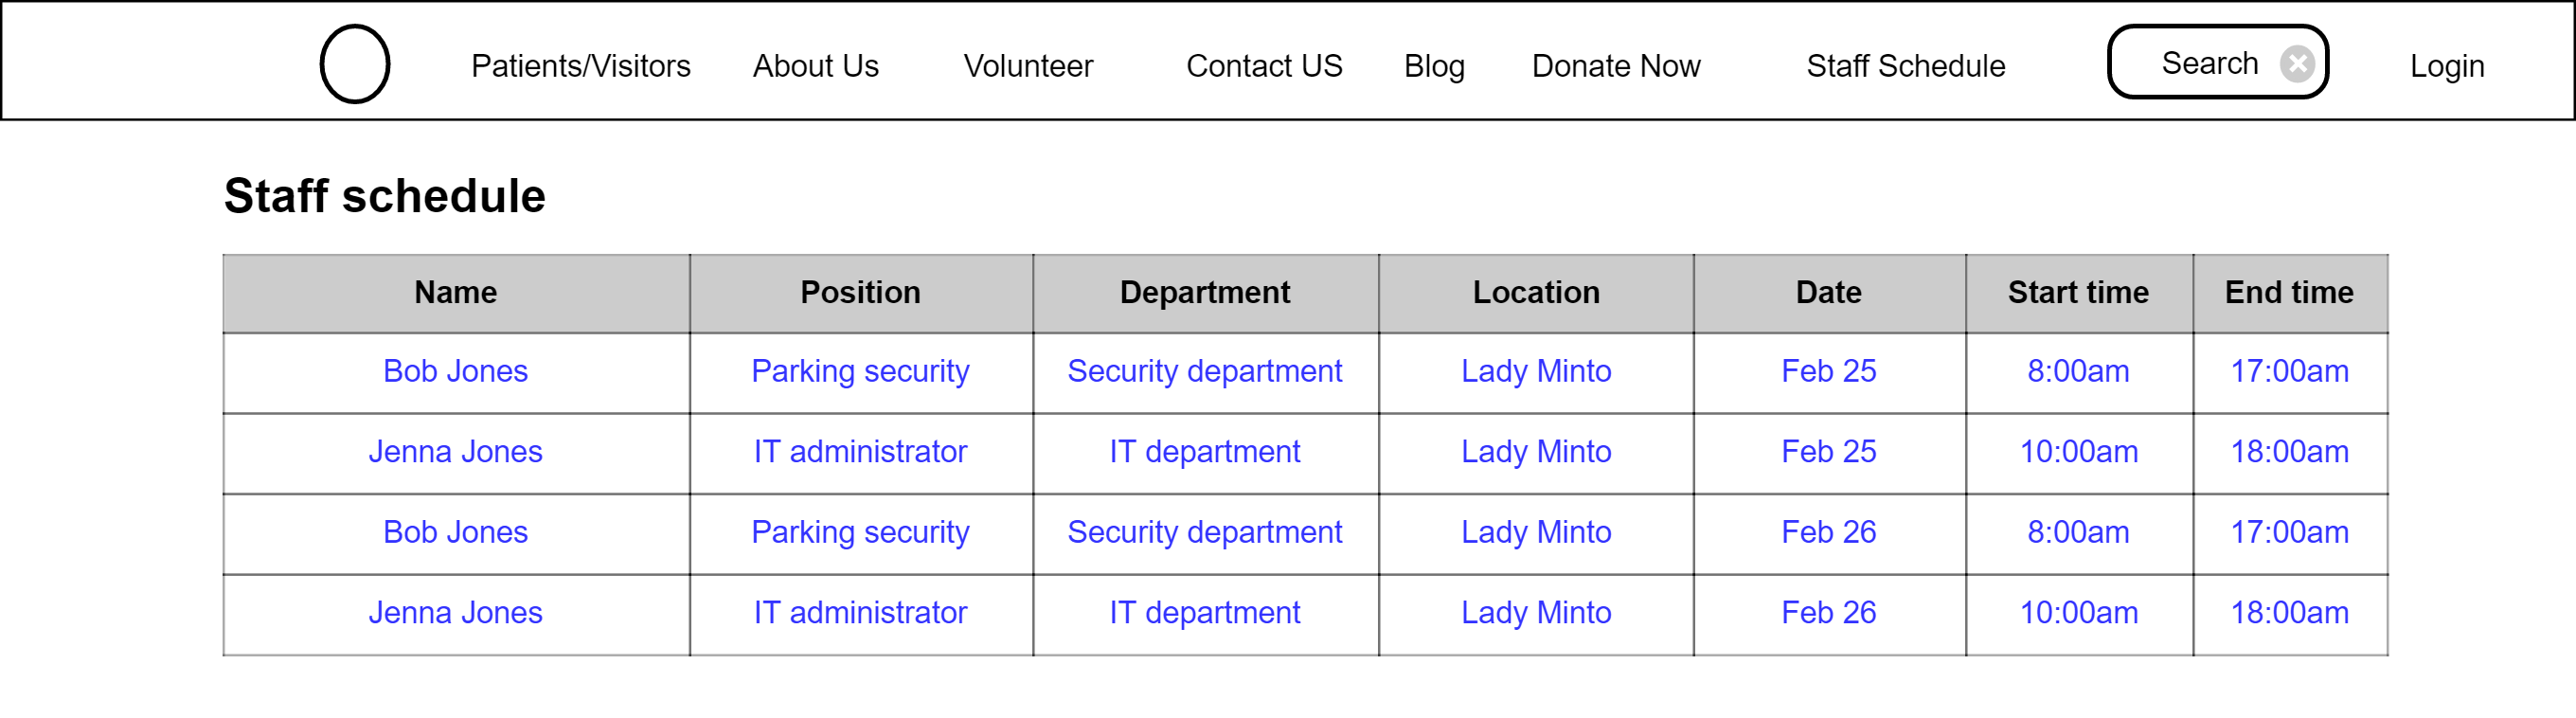 Patients/Visitors About Us Volunteer Contact US Blog Donate Now Staff Schedule Search Login
Staff schedule
Name Position Department Location Date Start time End time
Bob Jones Parking security Security department Lady Minto Feb 25 8:00am 17:00am
Jenna Jones IT administrator IT department Lady Minto Feb 25 10:00am 18:00am
Bob Jones Parking security Security department Lady Minto Feb 26 8:00am 17:00am
Jenna Jones IT administrator IT department Lady Minto Feb 26 10:00am 18:00am